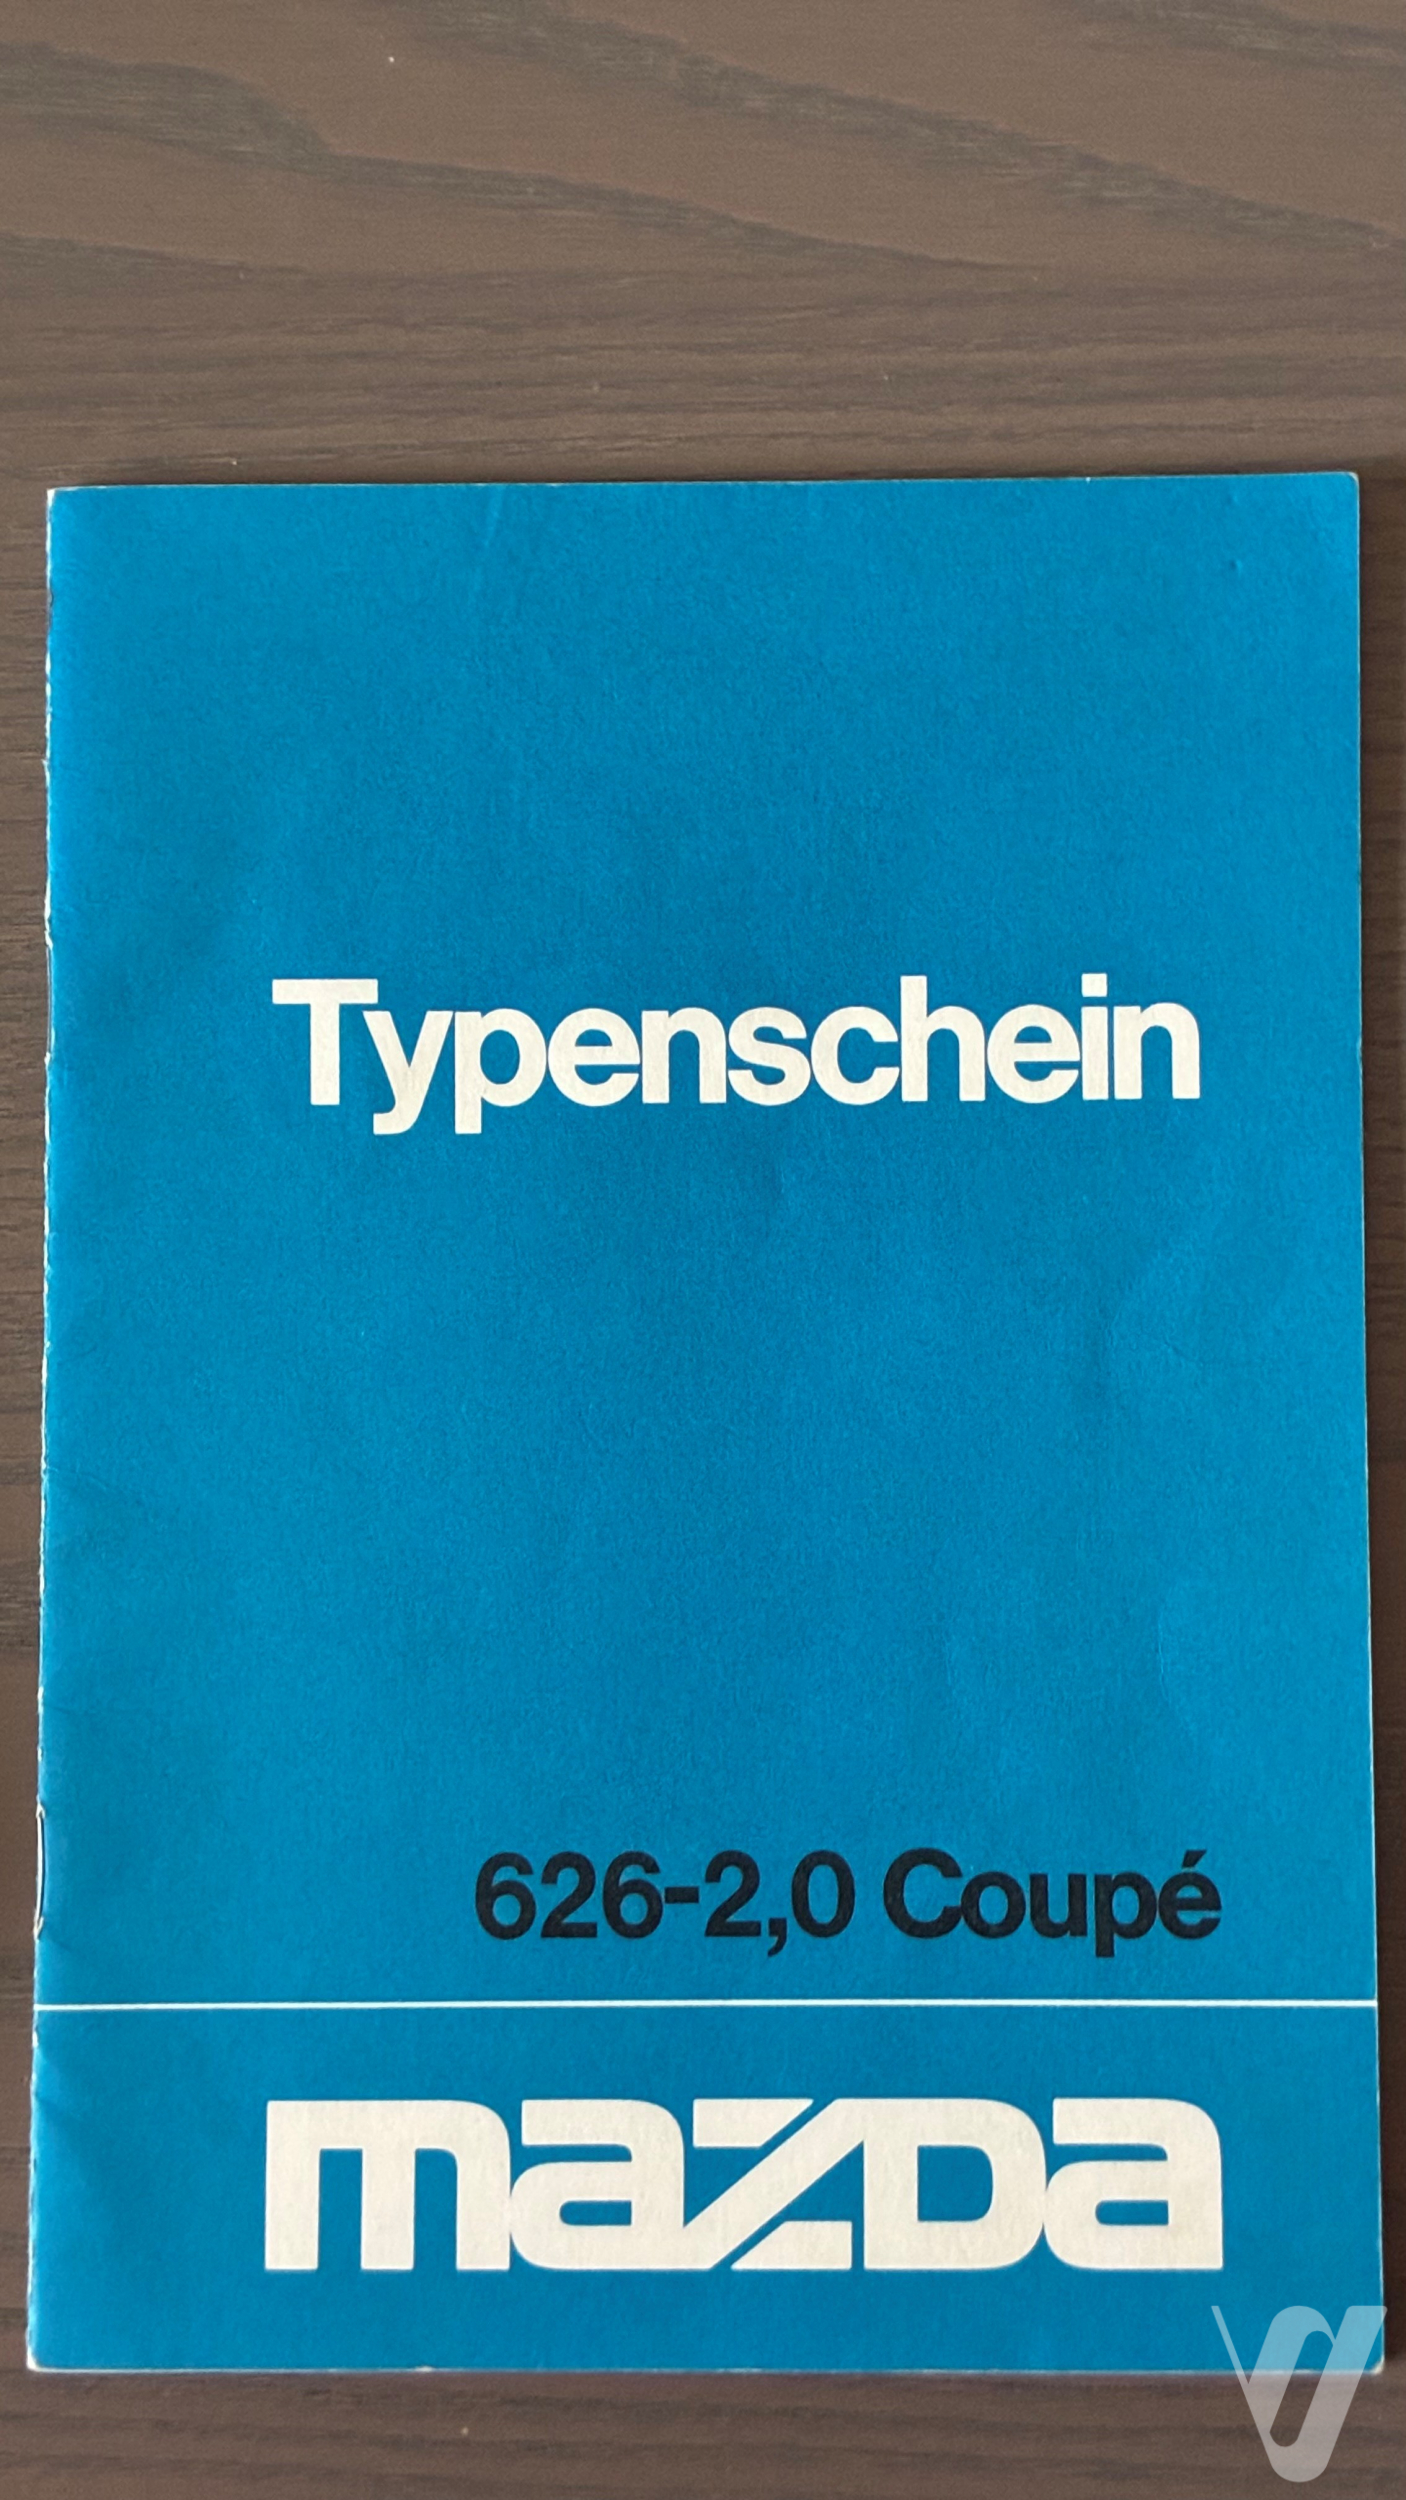 Typenschein
626-2,0 Coupé
mazda